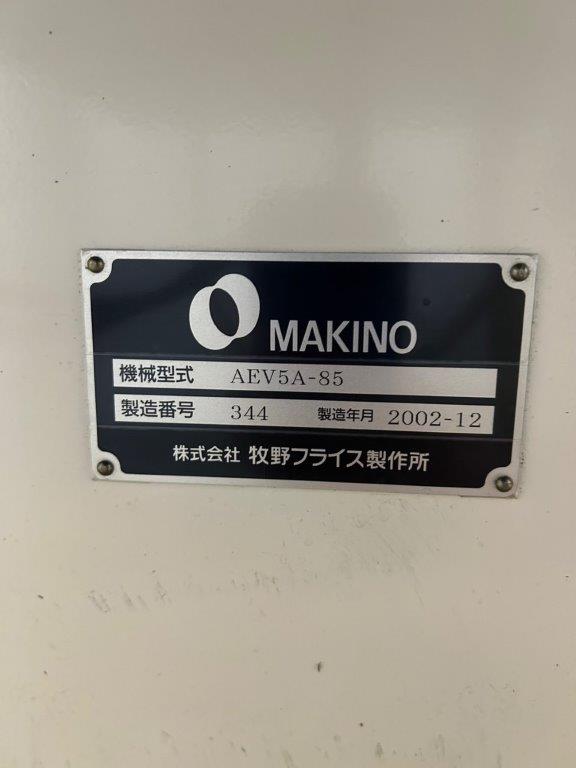 MAKINO
機械型式 AEV5A-85
製造番号 344 製造年月 2002-12
株式会社 牧野フライス製作所